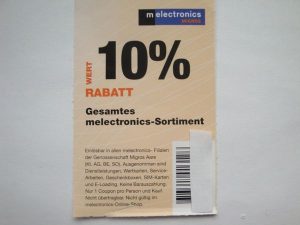 melectronics
MIGROS
WERT
10%
RABATT
Gesamtes
melectronics-Sortiment
Einlösbar in allen melectronics- Filialen
der Genossenschaft Migros Aare
(KI. AG, BE, SO). Ausgenommen sind
Dienstleistungen, Wertkarten, Service-
Arbeiten, Geschenkboxen, SIM-Karten
und E-Loading. Keine Barauszahlung.
Nur 1 Coupon pro Person und Kauf.
Nicht übertragbar. Nicht gültig im
melectronics Online-Shop.